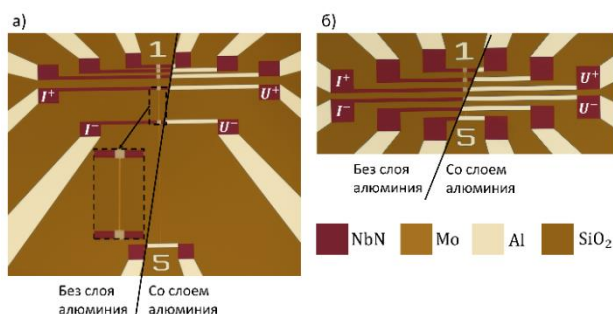 а)
1
I⁺
U⁺
I⁻
U⁻
5
Без слоя
алюминия
Со слоем
алюминия
б)
1
I⁺
U⁺
I⁻
U⁻
5
Без слоя
алюминия
Со слоем
алюминия
NbN
Mo
Al
SiO₂